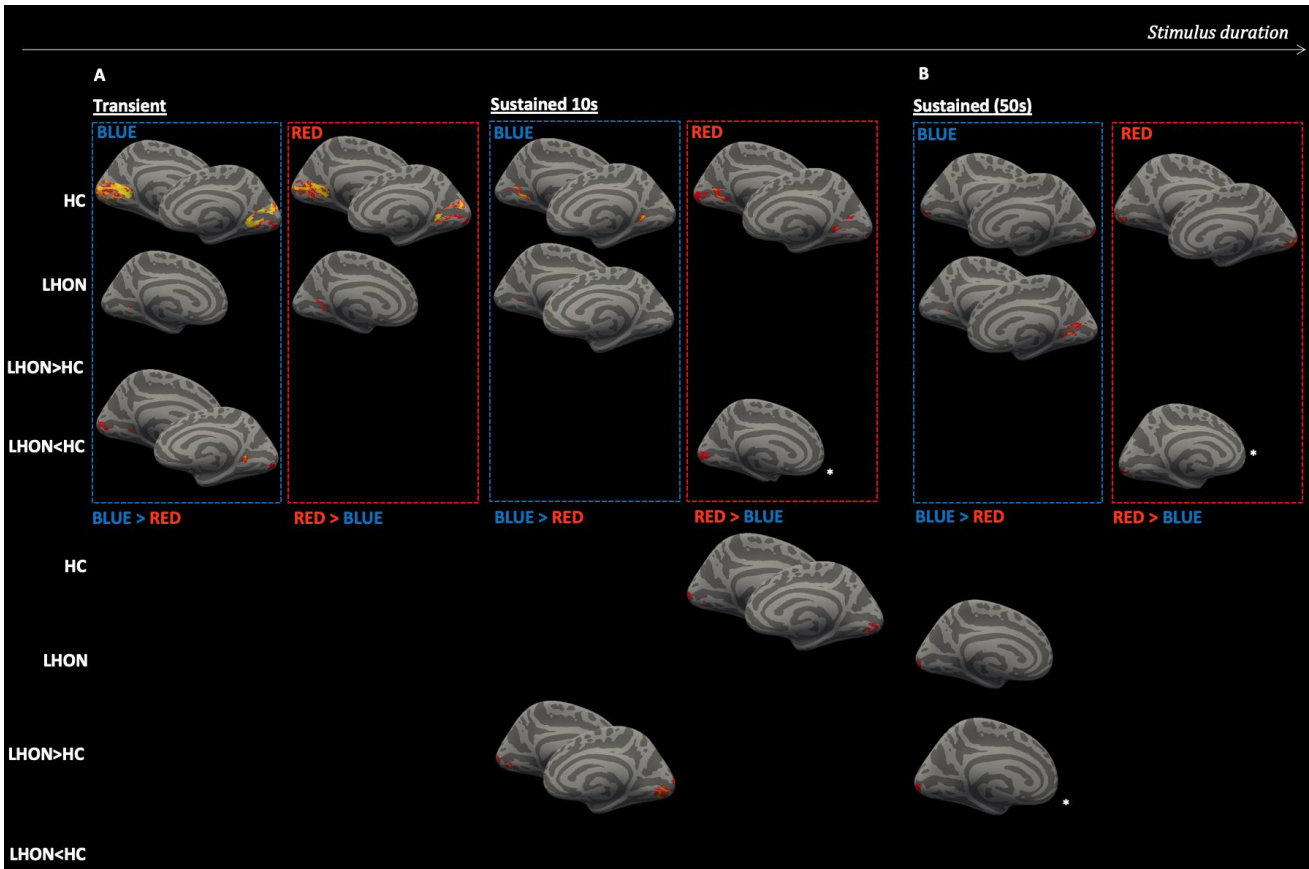 Stimulus duration
A B
Transient Sustained 10s Sustained (50s)
BLUE RED BLUE RED BLUE RED
HC
LHON
LHON>HC
LHON<HC
*
*
BLUE > RED RED > BLUE BLUE > RED RED > BLUE BLUE > RED RED > BLUE
HC
LHON
LHON>HC
*
LHON<HC